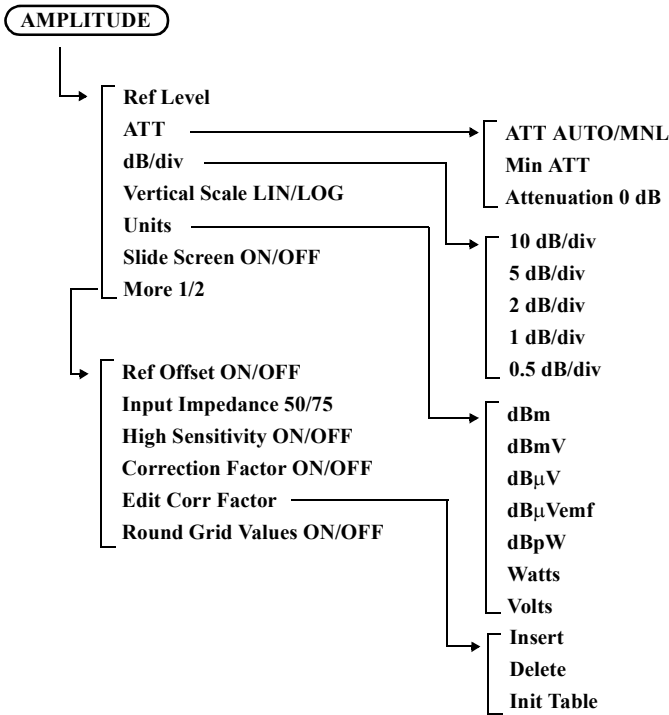 AMPLITUDE
Ref Level
ATT
dB/div
Vertical Scale LIN/LOG
Units
Slide Screen ON/OFF
More 1/2
ATT AUTO/MNL
Min ATT
Attenuation 0 dB
10 dB/div
5 dB/div
2 dB/div
1 dB/div
0.5 dB/div
Ref Offset ON/OFF
Input Impedance 50/75
High Sensitivity ON/OFF
Correction Factor ON/OFF
Edit Corr Factor
Round Grid Values ON/OFF
dBm
dBmV
dBμV
dBμVemf
dBpW
Watts
Volts
Insert
Delete
Init Table